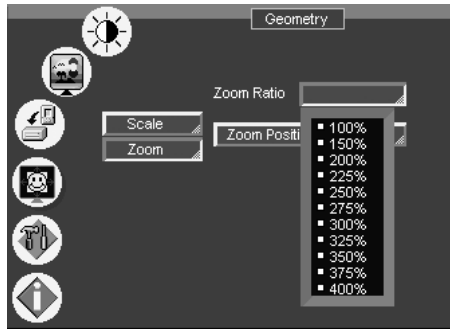 Geometry
Zoom Ratio
Scale
Zoom Positi
Zoom
100%
150%
200%
225%
250%
275%
300%
325%
350%
375%
400%